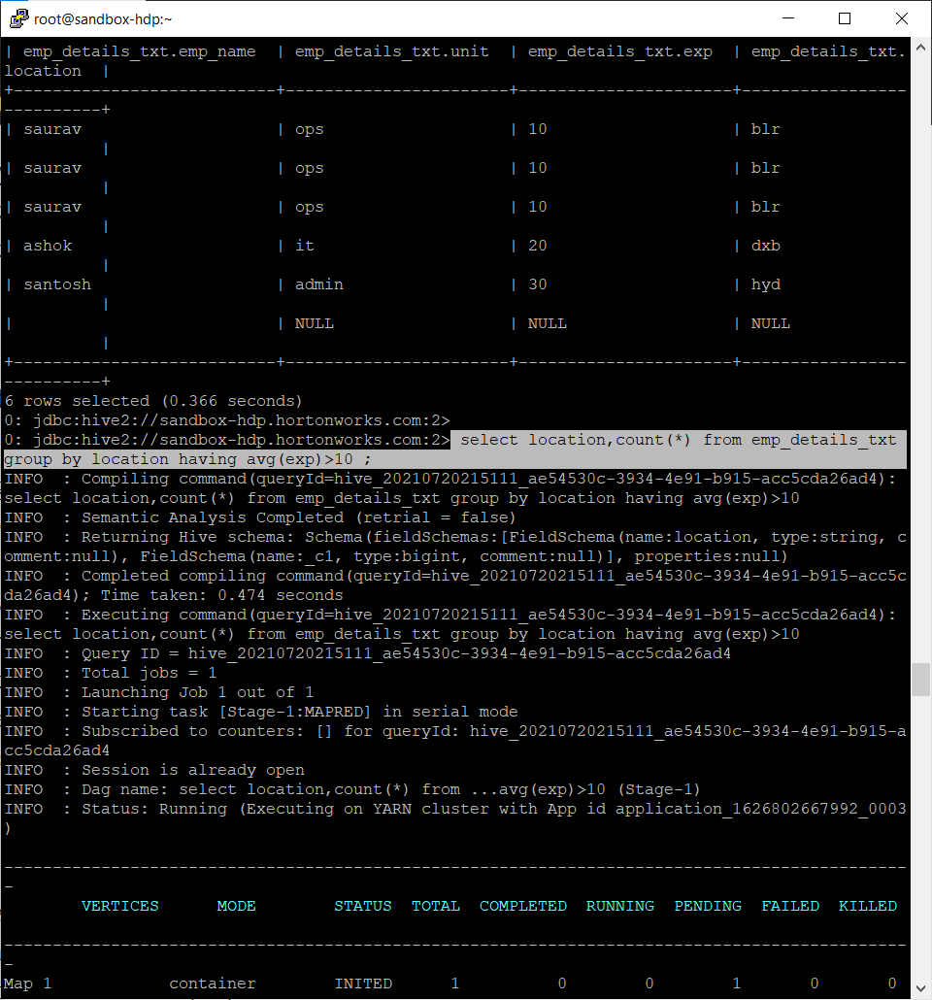 root@sandbox-hdp:~
| emp_details_txt.emp_name  | emp_details_txt.unit  | emp_details_txt.exp  | emp_details_txt.
location  |
+---------------------------+-----------------------+----------------------+-----------------
----------+
| saurav                    | ops                   | 10                   | blr
          |
| saurav                    | ops                   | 10                   | blr
          |
| saurav                    | ops                   | 10                   | blr
          |
| ashok                     | it                    | 20                   | dxb
          |
| santosh                   | admin                 | 30                   | hyd
          |
|                           | NULL                  | NULL                 | NULL
          |
+---------------------------+-----------------------+----------------------+-----------------
----------+
6 rows selected (0.366 seconds)
0: jdbc:hive2://sandbox-hdp.hortonworks.com:2>
0: jdbc:hive2://sandbox-hdp.hortonworks.com:2> select location,count(*) from emp_details_txt
group by location having avg(exp)>10 ;
INFO  : Compiling command(queryId=hive_20210720215111_ae54530c-3934-4e91-b915-acc5cda26ad4):
select location,count(*) from emp_details_txt group by location having avg(exp)>10
INFO  : Semantic Analysis Completed (retrial = false)
INFO  : Returning Hive schema: Schema(fieldSchemas:[FieldSchema(name:location, type:string, c
omment:null), FieldSchema(name:_c1, type:bigint, comment:null)], properties:null)
INFO  : Completed compiling command(queryId=hive_20210720215111_ae54530c-3934-4e91-b915-acc5c
da26ad4); Time taken: 0.474 seconds
INFO  : Executing command(queryId=hive_20210720215111_ae54530c-3934-4e91-b915-acc5cda26ad4):
select location,count(*) from emp_details_txt group by location having avg(exp)>10
INFO  : Query ID = hive_20210720215111_ae54530c-3934-4e91-b915-acc5cda26ad4
INFO  : Total jobs = 1
INFO  : Launching Job 1 out of 1
INFO  : Starting task [Stage-1:MAPRED] in serial mode
INFO  : Subscribed to counters: [] for queryId: hive_20210720215111_ae54530c-3934-4e91-b915-a
cc5cda26ad4
INFO  : Session is already open
INFO  : Dag name: select location,count(*) from ...avg(exp)>10 (Stage-1)
INFO  : Status: Running (Executing on YARN cluster with App id application_1626802667992_0003
)
---------------------------------------------------------------------------------------------
-
        VERTICES      MODE        STATUS  TOTAL  COMPLETED  RUNNING  PENDING  FAILED  KILLED
---------------------------------------------------------------------------------------------
-
Map 1            container        INITED      1          0        0        1       0       0